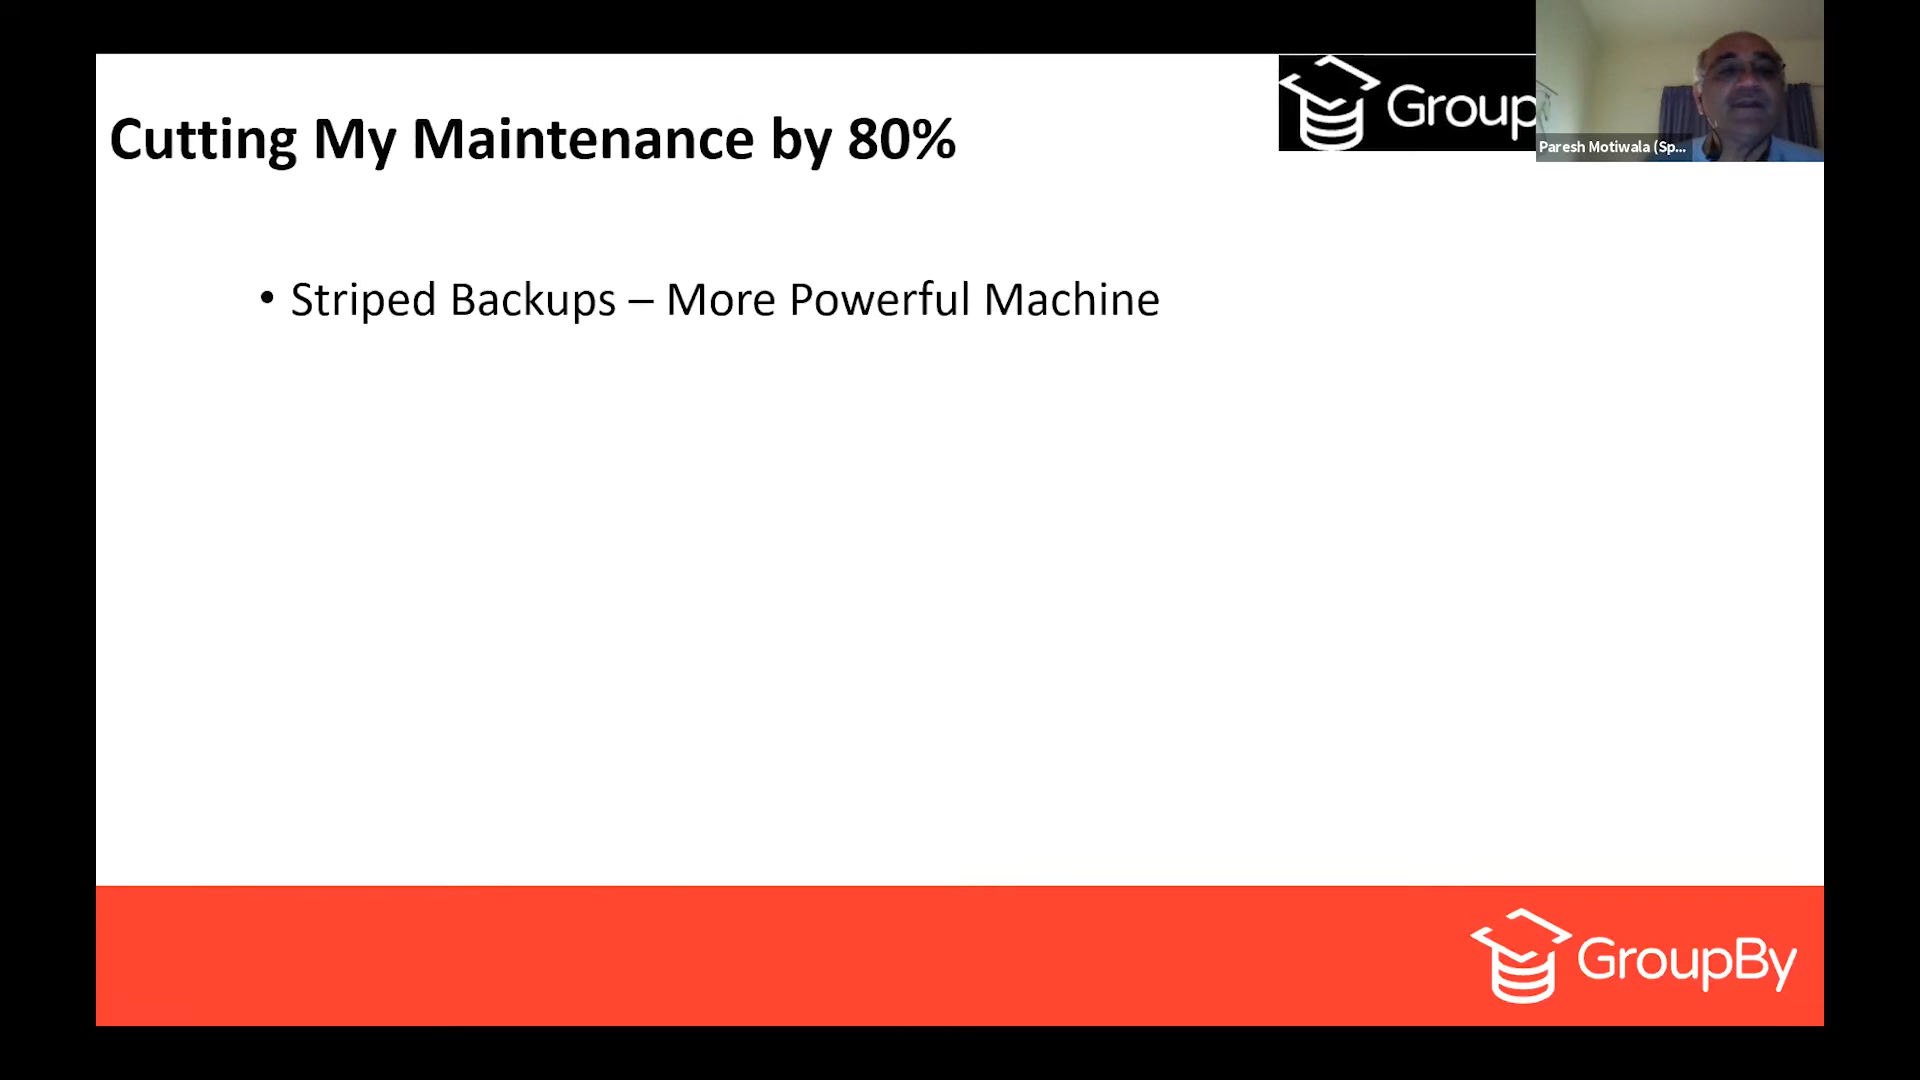 Cutting My Maintenance by 80%
Group
Paresh Motiwala (Sp...
• Striped Backups – More Powerful Machine
GroupBy